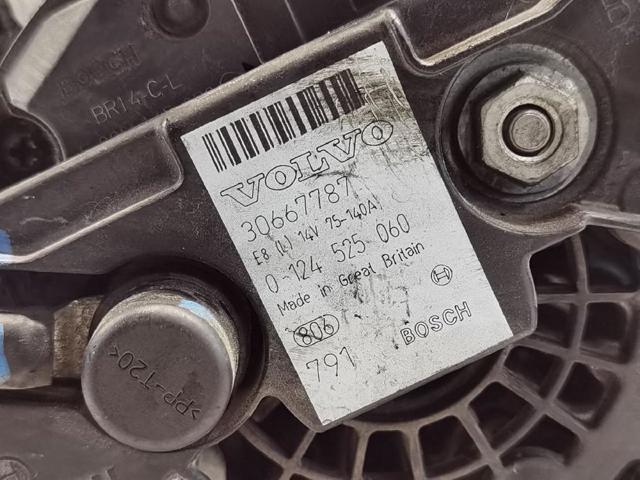 BOSCH
BR14-C-L
VOLVO
30667787
E8 (L) 14V 75-140A
0-124 525 060
Made in Great Britain
806
791 BOSCH
>PP-T20<